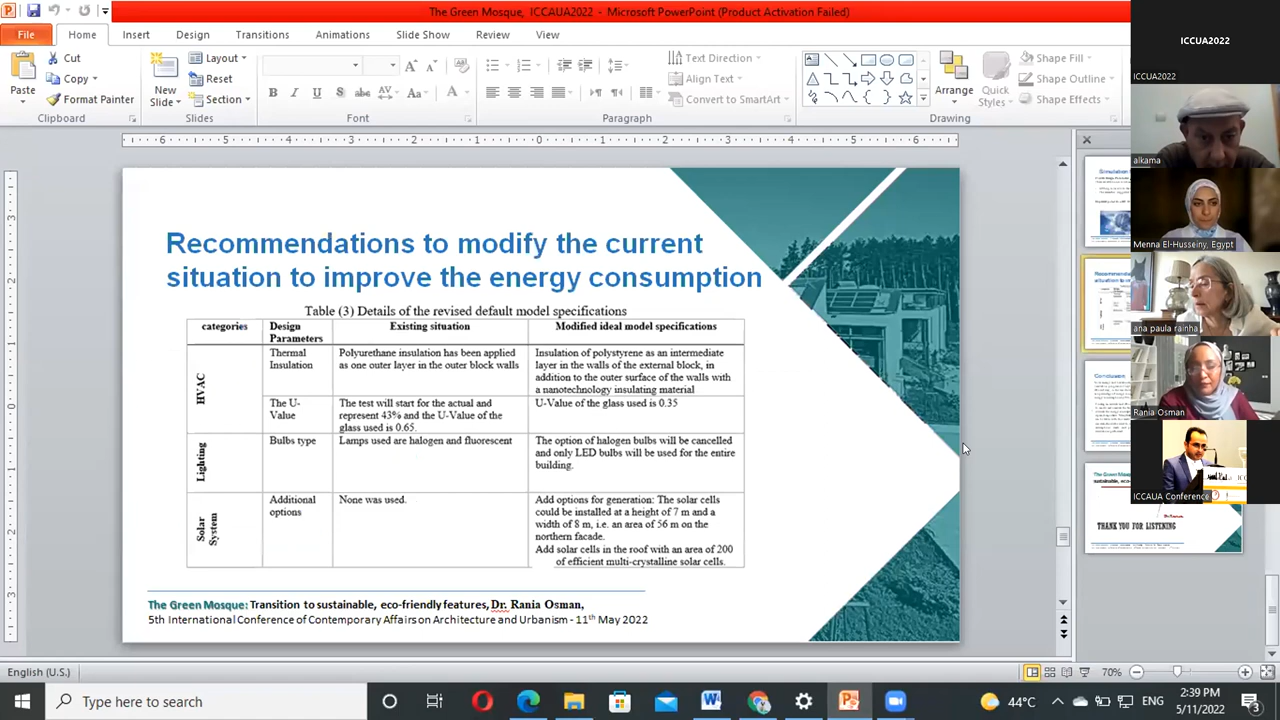 The Green Mosque, ICCAUA2022 - Microsoft PowerPoint (Product Activation Failed)
File Home Insert Design Transitions Animations Slide Show Review View
Paste
Cut
Copy
Format Painter
Clipboard
New
Slide
Layout
Reset
Section
Slides
Font
Paragraph
Text Direction
Align Text
Convert to SmartArt
Arrange
Quick
Styles
Shape Fill
Shape Outline
Shape Effects
Drawing
Recommendations to modify the current
situation to improve the energy consumption
Table (3) Details of the revised default model specifications
categories
Design
Parameters
Existing situation
Modified ideal model specifications
HVAC
Thermal
Insulation
Polyurethane insulation has been applied
as one outer layer in the outer block walls
Insulation of polystyrene as an intermediate
layer in the walls of the external block, in
addition to the outer surface of the walls with
a nanotechnology insulating material
The U-
Value
The test will start for the actual and
represent 43% and the U-Value of the
glass used is 0.65.
U-Value of the glass used is 0.35
Lighting
Bulbs type
Lamps used are halogen and fluorescent
The option of halogen bulbs will be cancelled
and only LED bulbs will be used for the entire
building.
Solar
System
Additional
options
None was used.
Add options for generation: The solar cells
could be installed at a height of 7 m and a
width of 8 m, i.e. an area of 56 m on the
northern facade.
Add solar cells in the roof with an area of 200
of efficient multi-crystalline solar cells.
The Green Mosque: Transition to sustainable, eco-friendly features, Dr. Rania Osman,
5th International Conference of Contemporary Affairs on Architecture and Urbanism - 11th May 2022
THANK YOU FOR LISTENING
ICCUA2022
ICCUA2022
alkama
Menna El-Husseiny, Egypt
ana paula rainha
Rania Osman
ICCAUA Conference
English (U.S.)
70%
Type here to search
44°C
ENG
2:39 PM
5/11/2022
3